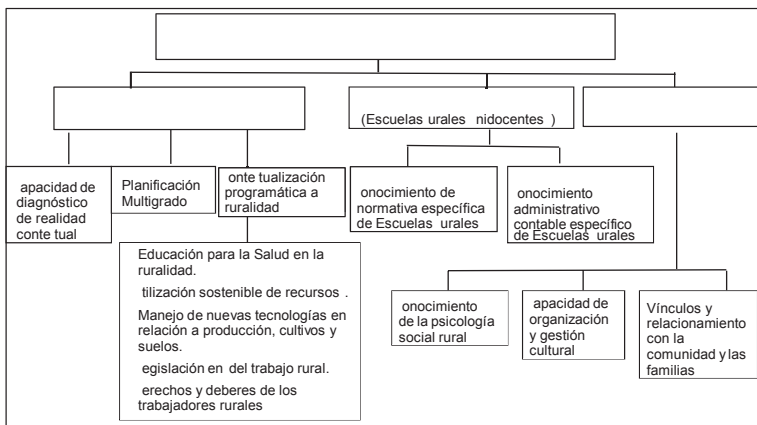 (Escuelas urales nidocentes )
apacidad de
diagnóstico
de realidad
conte tual
Planificación
Multigrado
onte tualización
programática a
ruralidad
onocimiento de
normativa específica
de Escuelas urales
onocimiento
administrativo
contable específico
de Escuelas urales
Educación para la Salud en la
ruralidad.
tilización sostenible de recursos .
Manejo de nuevas tecnologías en
relación a producción, cultivos y
suelos.
egislación en del trabajo rural.
erechos y deberes de los
trabajadores rurales
onocimiento
de la psicología
social rural
apacidad de
organización
y gestión
cultural
Vínculos y
relacionamiento
con la
comunidad y las
familias